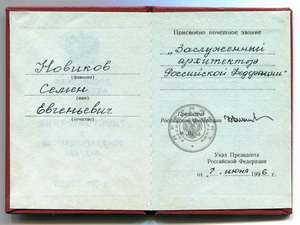 Новиков
(фамилия)
Семен
(имя)
Евгеньевич
(отчество)
Присвоено почетное звание
„Заслуженный
архитектор
Российской Федерации“
Президент
Российской Федерации
М. П.
Указ Президента
Российской Федерации
от 7 июня 1996 г.